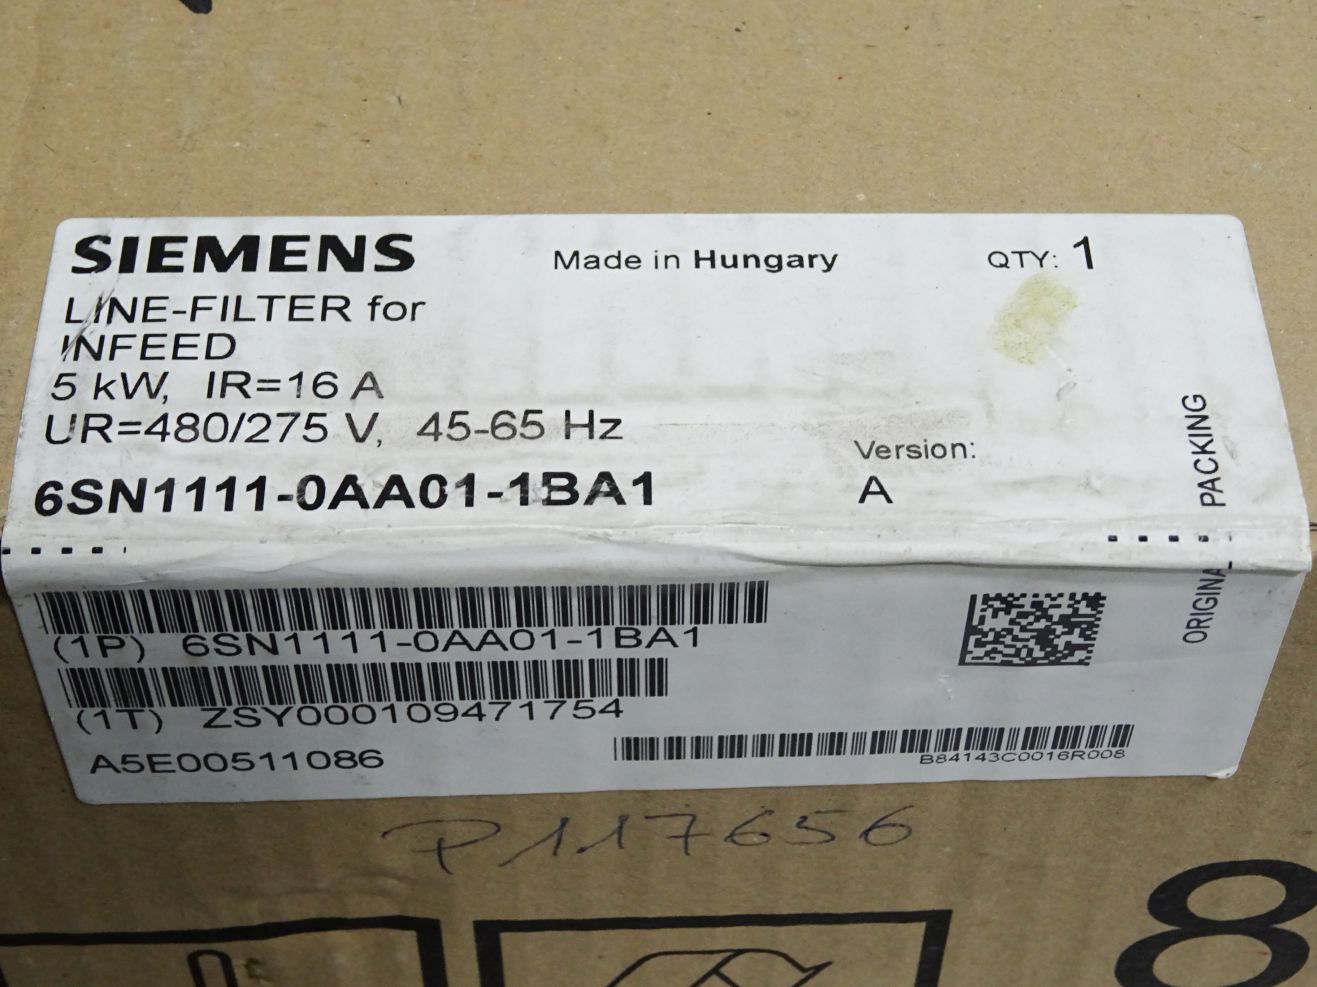 SIEMENS
Made in Hungary
QTY: 1
LINE-FILTER for
INFEED
5 kW, IR=16 A
UR=480/275 V, 45-65 Hz
Version:
6SN1111-0AA01-1BA1
A
ORIGINAL PACKING
(1P) 6SN1111-0AA01-1BA1
(1T) ZSY000109471754
A5E00511086
B84143C0016R008
P117656
8